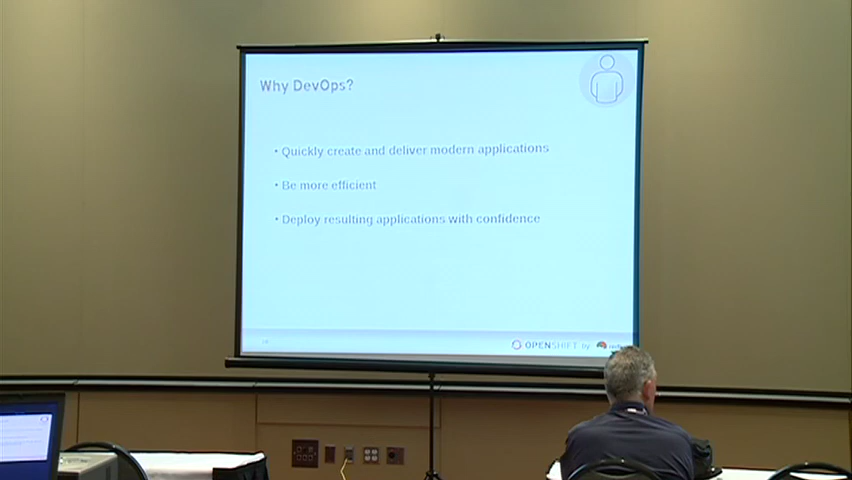 Why DevOps?
• Quickly create and deliver modern applications
• Be more efficient
• Deploy resulting applications with confidence
OPENSHIFT by